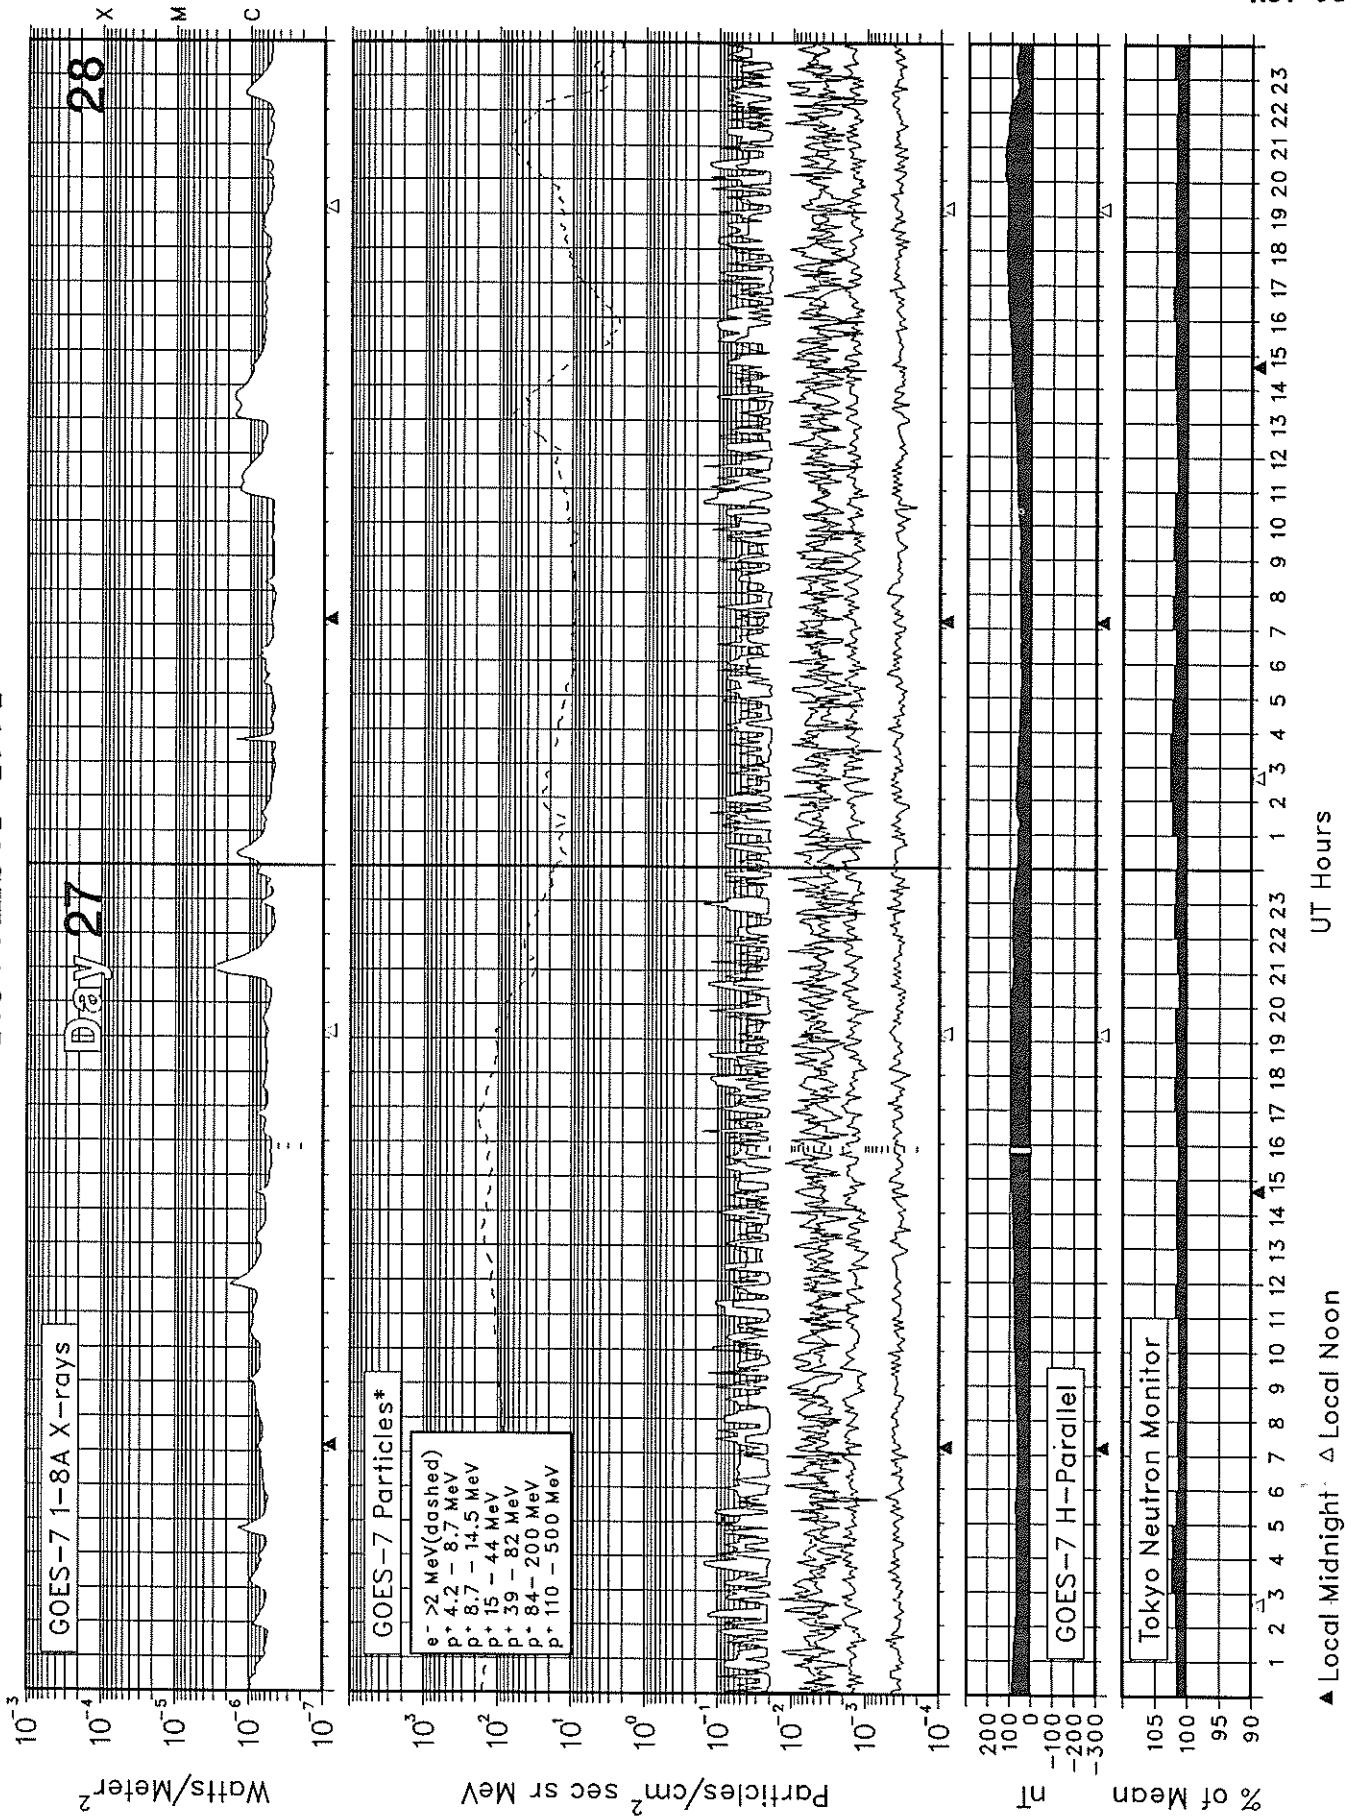 Day 27
28
X
M
C
GOES-7 1-8A X-rays
10⁻³
10⁻⁴
10⁻⁵
10⁻⁶
10⁻⁷
Watts/Meter²
GOES-7 Particles*
e⁻ >2 MeV(dashed)
p⁺ 4.2 - 8.7 MeV
p⁺ 8.7 - 14.5 MeV
p⁺ 15 - 44 MeV
p⁺ 39 - 82 MeV
p⁺ 84 - 200 MeV
p⁺ 110 - 500 MeV
10³
10²
10¹
10⁰
10⁻¹
10⁻²
10⁻³
10⁻⁴
Particles/cm² sec sr MeV
GOES-7 H-Parallel
200
100
0
-100
-200
-300
nT
Tokyo Neutron Monitor
105
100
95
90
% of Mean
1 2 3 4 5 6 7 8 9 10 11 12 13 14 15 16 17 18 19 20 21 22 23
1 2 3 4 5 6 7 8 9 10 11 12 13 14 15 16 17 18 19 20 21 22 23
UT Hours
▲ Local Midnight △ Local Noon